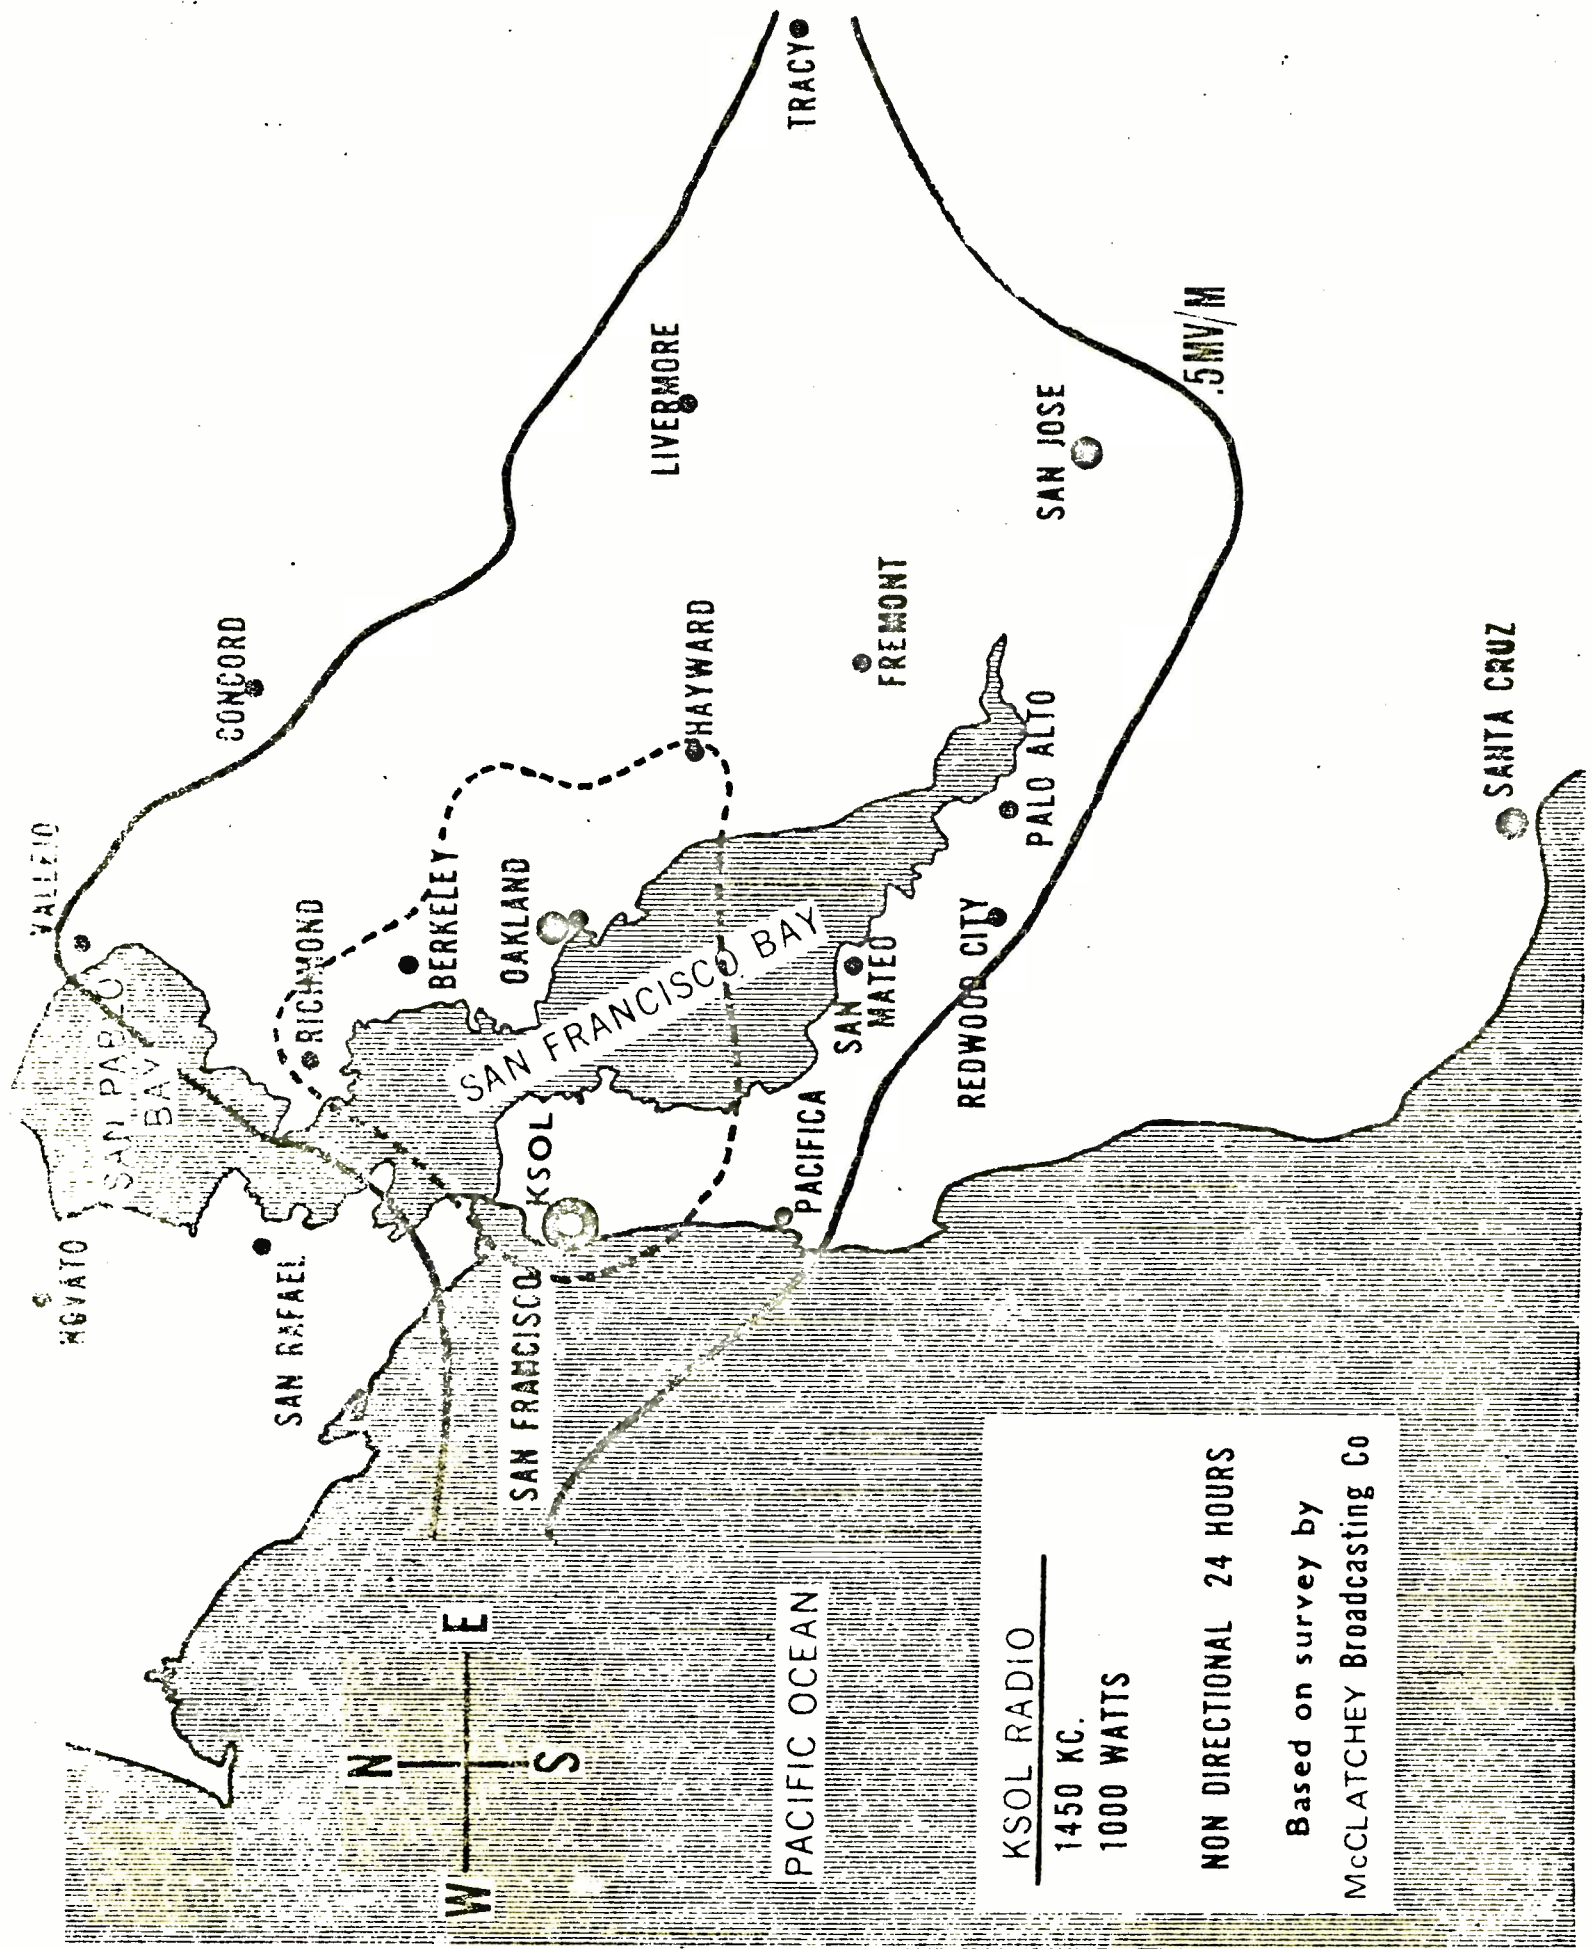 VALLEJO
NOVATO
SAN PABLO
BAY
CONCORD
SAN RAFAEL
RICHMOND
BERKELEY
OAKLAND
KSOL
SAN FRANCISCO
SAN FRANCISCO BAY
HAYWARD
LIVERMORE
TRACY
PACIFICA
SAN
MATEO
FREMONT
REDWOOD CITY
PALO ALTO
SAN JOSE
.5MV/M
SANTA CRUZ
N
W
E
S
PACIFIC OCEAN
KSOL RADIO
1450 KC.
1000 WATTS
NON DIRECTIONAL 24 HOURS
Based on survey by
McCLATCHEY Broadcasting Co